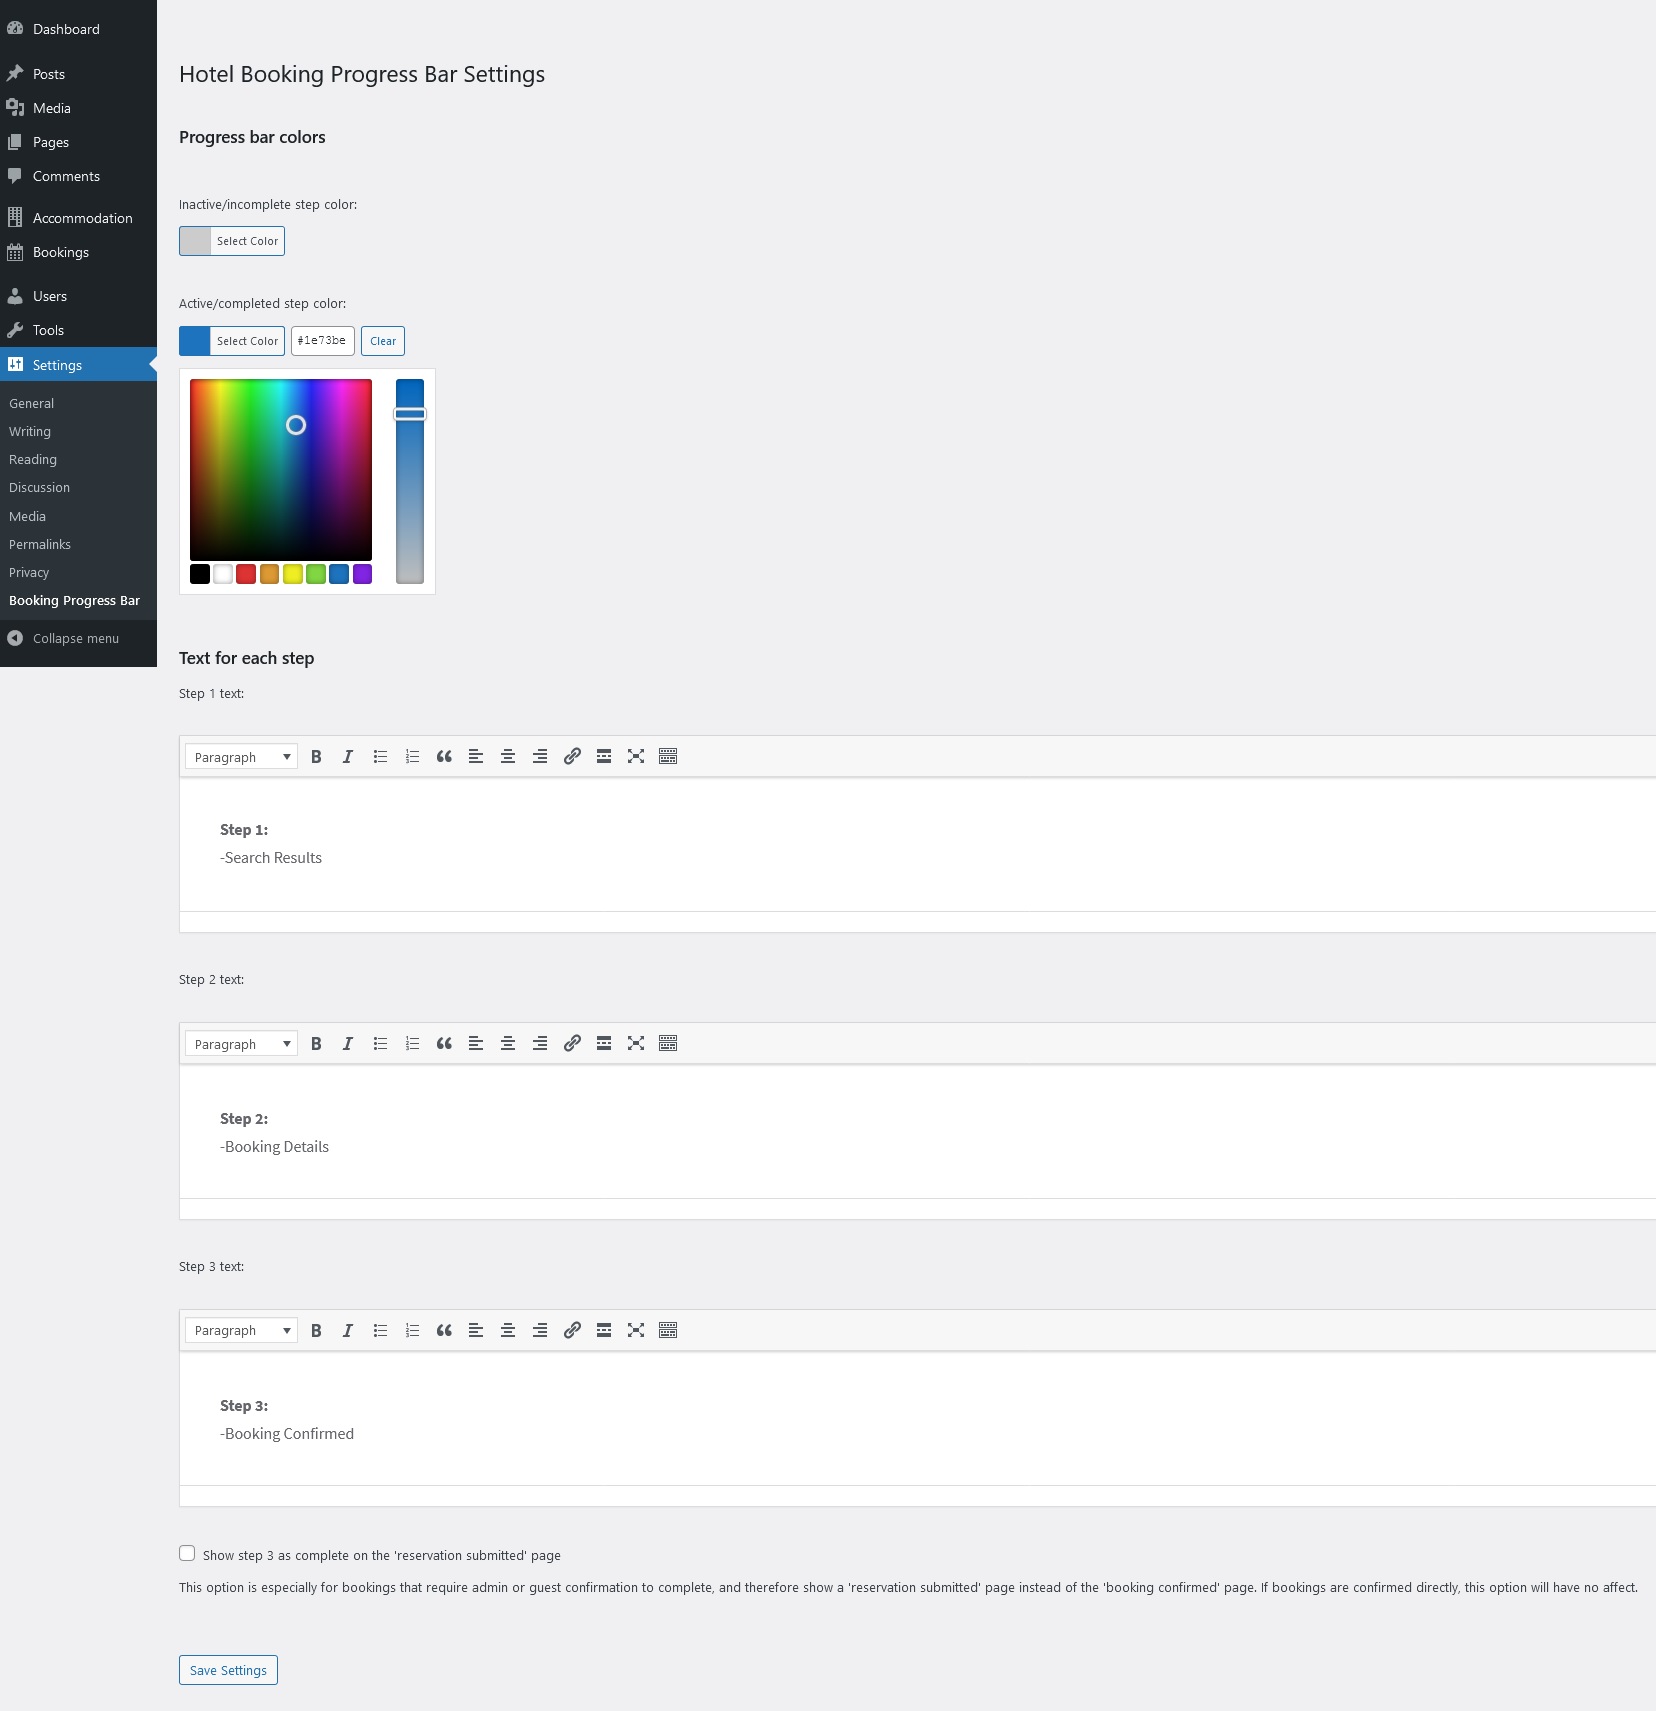 Dashboard
Posts
Media
Pages
Comments
Accommodation
Bookings
Users
Tools
Settings
General
Writing
Reading
Discussion
Media
Permalinks
Privacy
Booking Progress Bar
Collapse menu
Hotel Booking Progress Bar Settings
Progress bar colors
Inactive/incomplete step color:
Select Color
Active/completed step color:
Select Color #1e73be Clear
Text for each step
Step 1 text:
Paragraph
Step 1:
-Search Results
Step 2 text:
Paragraph
Step 2:
-Booking Details
Step 3 text:
Paragraph
Step 3:
-Booking Confirmed
Show step 3 as complete on the 'reservation submitted' page
This option is especially for bookings that require admin or guest confirmation to complete, and therefore show a 'reservation submitted' page instead of the 'booking confirmed' page. If bookings are confirmed directly, this option will have no affect.
Save Settings